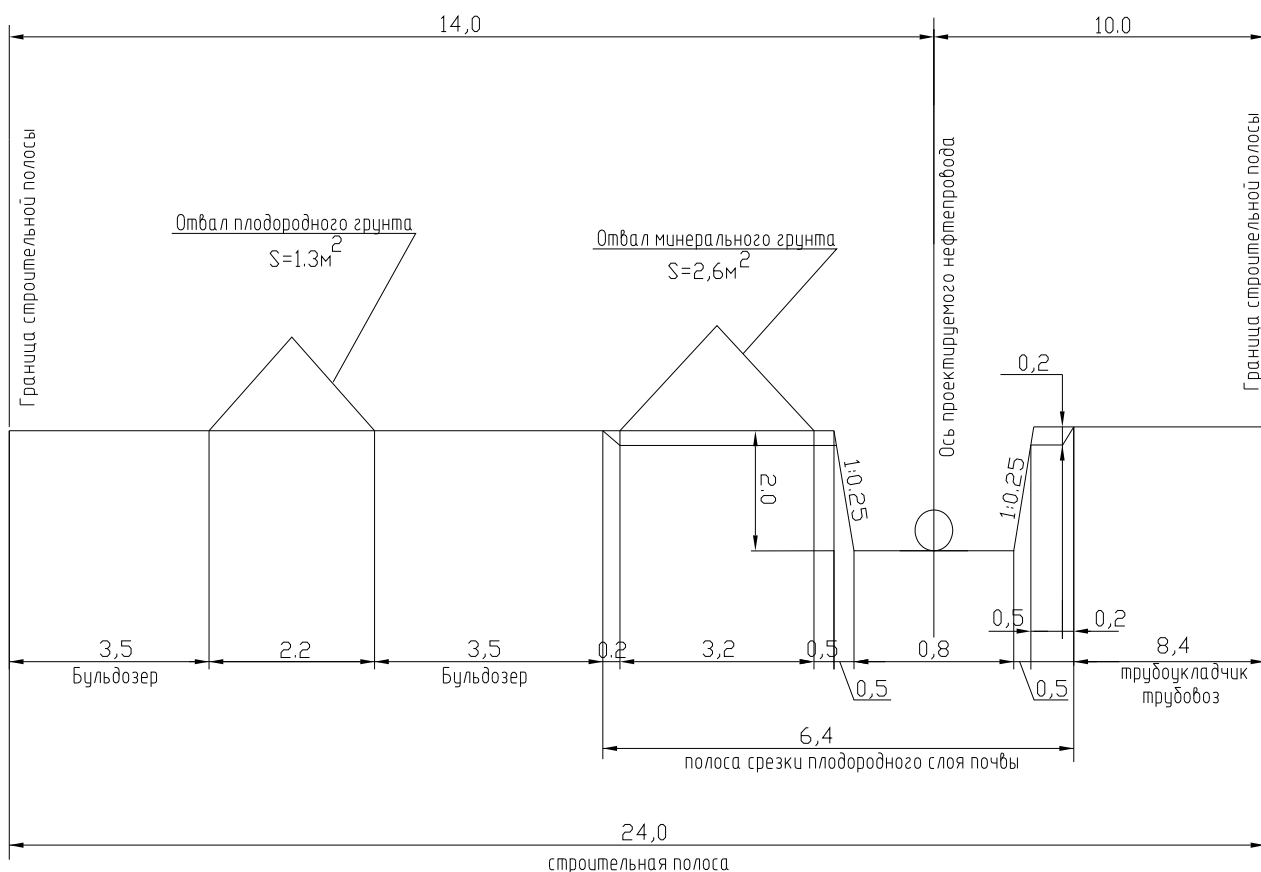 14,0
10.0
Граница строительной полосы
Отвал плодородного грунта
S=1.3м²
Отвал минерального грунта
S=2,6м²
Ось проектируемого нефтепровода
Граница строительной полосы
0,2
2.0
1:0.25
1:0.25
3,5
Бульдозер
2.2
3,5
Бульдозер
0.2
3,2
0,5
0,5
0,8
0,5
0,5
0,2
8,4
трубоукладчик
трубовоз
6,4
полоса срезки плодородного слоя почвы
24,0
строительная полоса